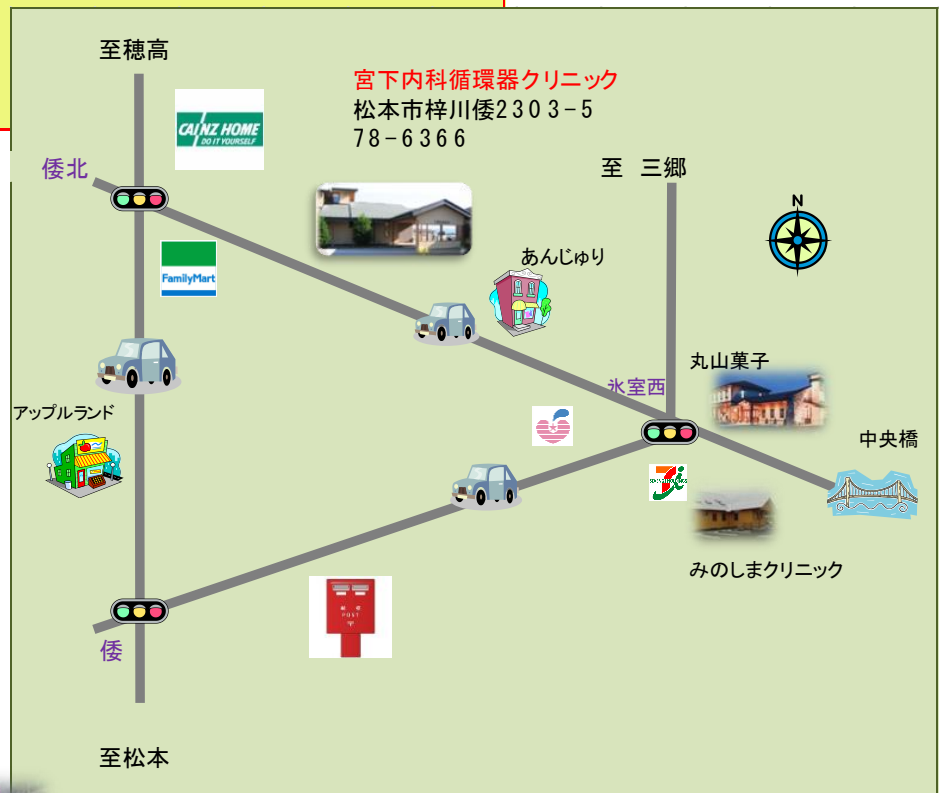 至穂高
宮下内科循環器クリニック
松本市梓川倭2303-5
78-6366
CAINZ HOME
DO IT YOURSELF
倭北
至　三郷
N
FamilyMart
あんじゅり
丸山菓子
氷室西
アップルランド
中央橋
みのしまクリニック
POST
〒
倭
至松本